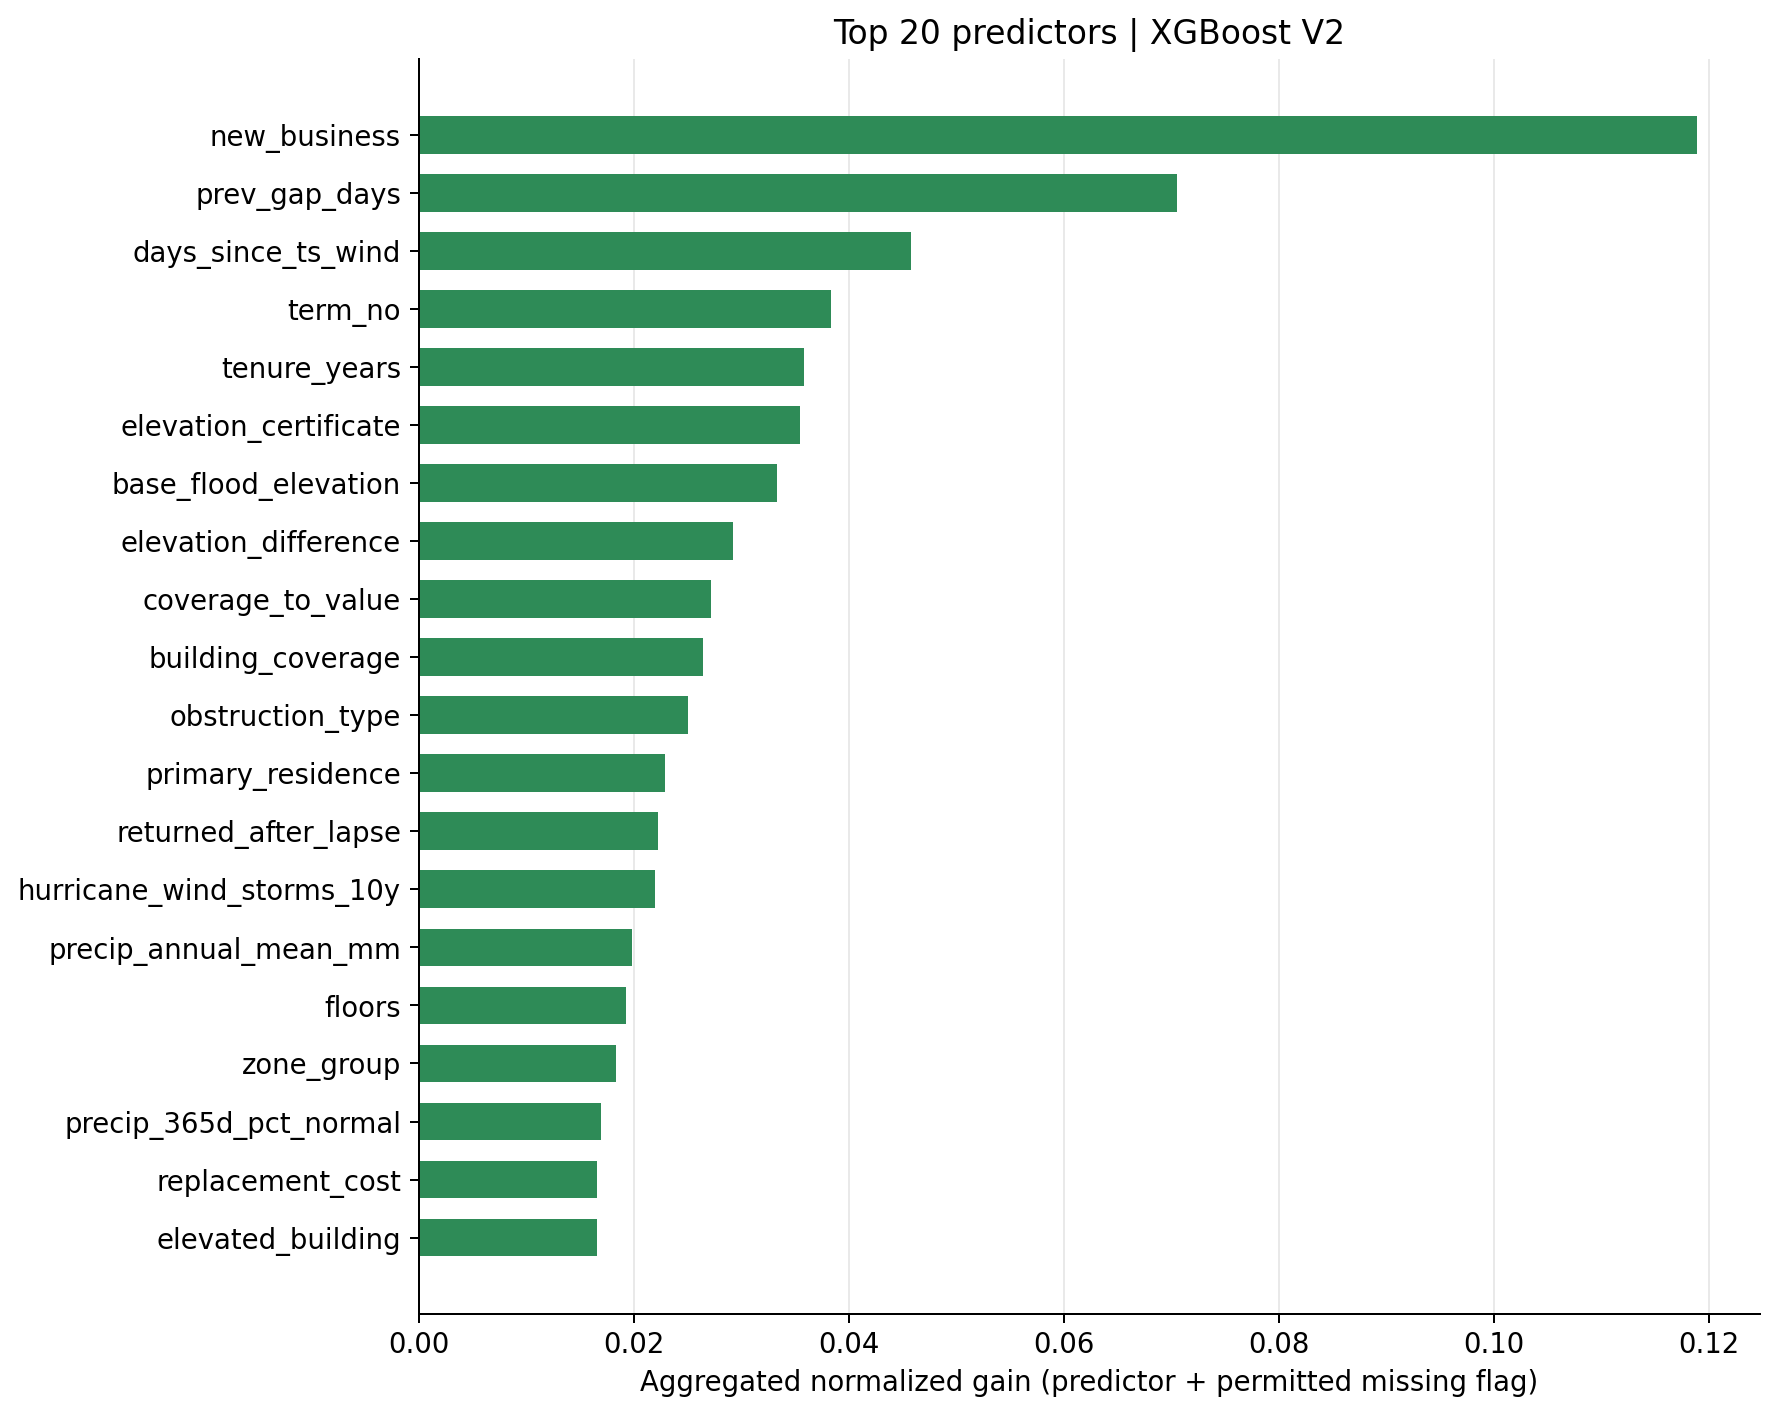 Top 20 predictors | XGBoost V2
new_business
prev_gap_days
days_since_ts_wind
term_no
tenure_years
elevation_certificate
base_flood_elevation
elevation_difference
coverage_to_value
building_coverage
obstruction_type
primary_residence
returned_after_lapse
hurricane_wind_storms_10y
precip_annual_mean_mm
floors
zone_group
precip_365d_pct_normal
replacement_cost
elevated_building
0.00 0.02 0.04 0.06 0.08 0.10 0.12
Aggregated normalized gain (predictor + permitted missing flag)